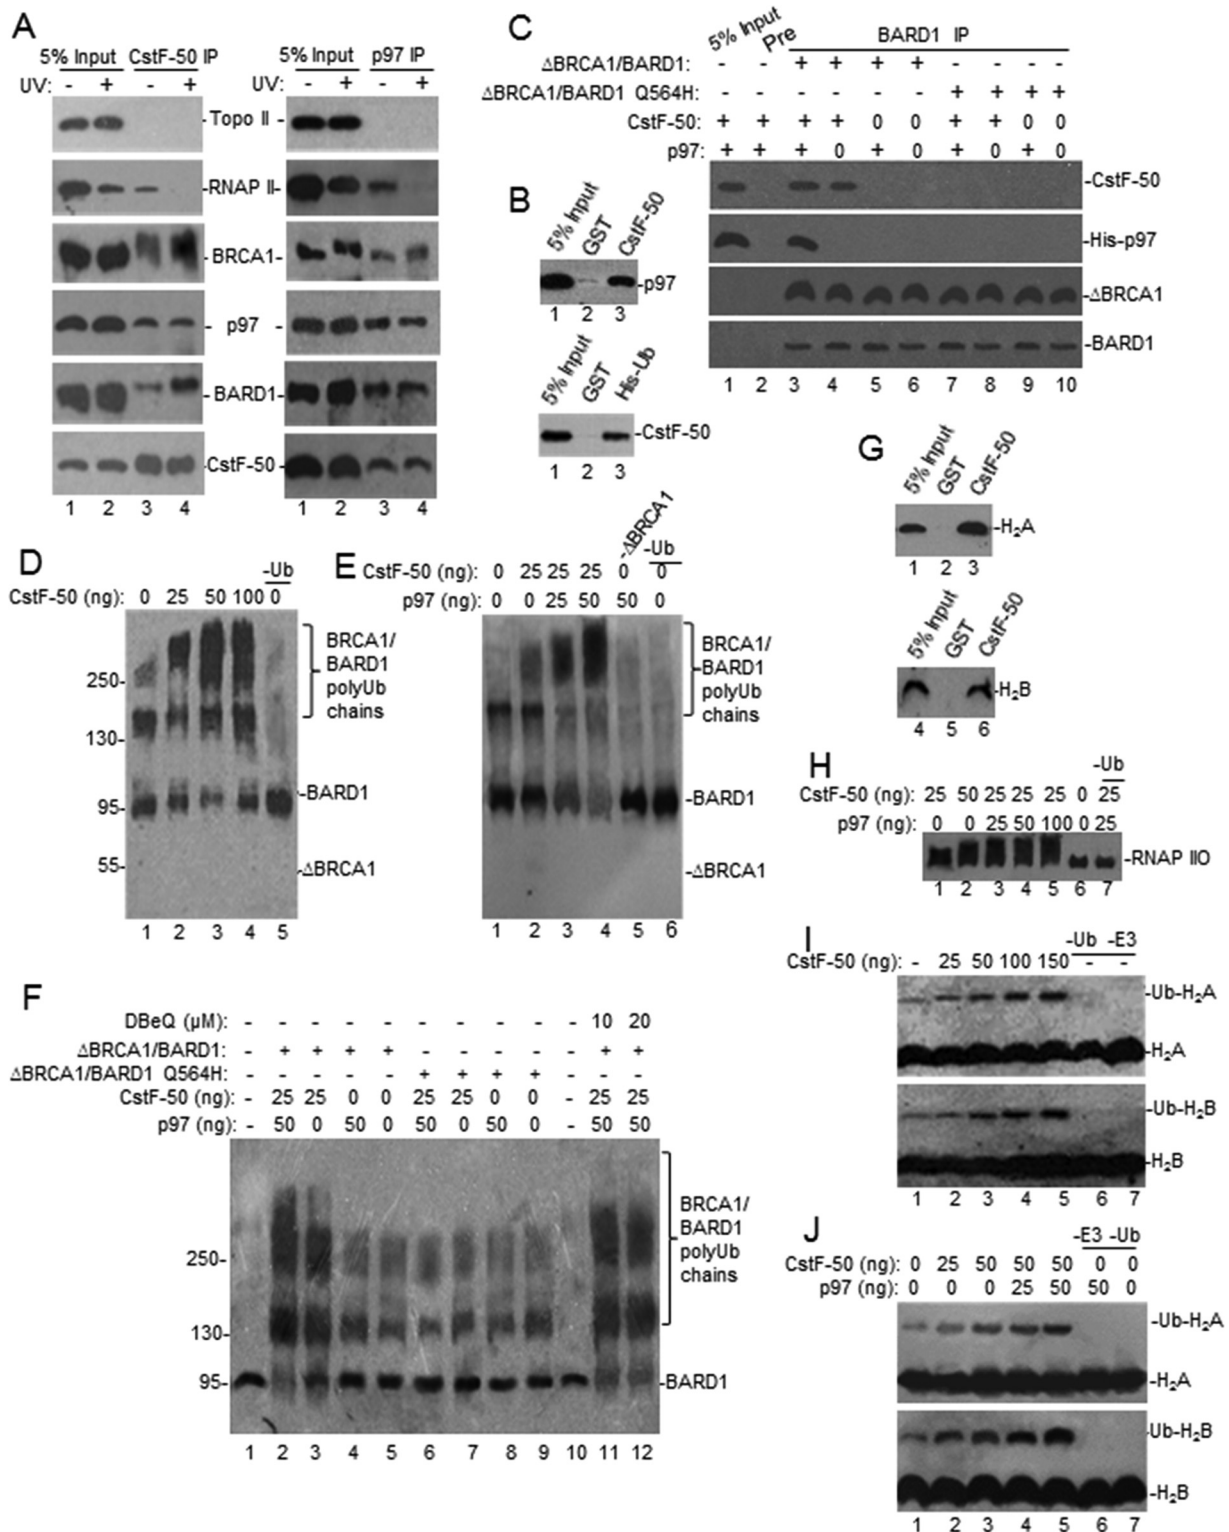 A
5% Input CstF-50 IP
UV: - + - +
5% Input p97 IP
UV: - + - +
- Topo II -
-RNAP II-
BRCA1-
- p97 -
BARD1-
-CstF-50-
1 2 3 4
1 2 3 4
B
5% Input
GST
CstF-50
-p97
1 2 3
5% Input
GST
His-Ub
-CstF-50
1 2 3
C
5% Input
Pre
BARD1 IP
ΔBRCA1/BARD1: - - + + + + - - - -
ΔBRCA1/BARD1 Q564H: - - - - - - + + + +
CstF-50: + + + + 0 0 + + 0 0
p97: + + + 0 + 0 + 0 + 0
-CstF-50
-His-p97
-ΔBRCA1
-BARD1
1 2 3 4 5 6 7 8 9 10
D
-Ub
CstF-50 (ng): 0 25 50 100 0
250-
130-
95-
55-
BRCA1/
BARD1
polyUb
chains
-BARD1
-ΔBRCA1
1 2 3 4 5
E
-ΔBRCA1
-Ub
CstF-50 (ng): 0 25 25 25 0 0
p97 (ng): 0 0 25 50 50 0
BRCA1/
BARD1
polyUb
chains
-BARD1
-ΔBRCA1
1 2 3 4 5 6
F
DBeQ (µM): - - - - - - - - - - 10 20
ΔBRCA1/BARD1: - + + + + - - - - - + +
ΔBRCA1/BARD1 Q564H: - - - - - + + + + - - -
CstF-50 (ng): - 25 25 0 0 25 25 0 0 - 25 25
p97 (ng): - 50 0 50 0 50 0 50 0 - 50 50
250-
130-
95-
BRCA1/
BARD1
polyUb
chains
-BARD1
1 2 3 4 5 6 7 8 9 10 11 12
G
5% Input
GST
CstF-50
-H2A
1 2 3
5% Input
GST
CstF-50
-H2B
4 5 6
H
-Ub
CstF-50 (ng): 25 50 25 25 25 0 25
p97 (ng): 0 0 25 50 100 0 25
-RNAP IIO
1 2 3 4 5 6 7
I
-Ub -E3
CstF-50 (ng): - 25 50 100 150 - -
-Ub-H2A
-H2A
-Ub-H2B
-H2B
1 2 3 4 5 6 7
J
-E3 -Ub
CstF-50 (ng): 0 25 50 50 50 0 0
p97 (ng): 0 0 0 25 50 50 0
-Ub-H2A
-H2A
-Ub-H2B
-H2B
1 2 3 4 5 6 7